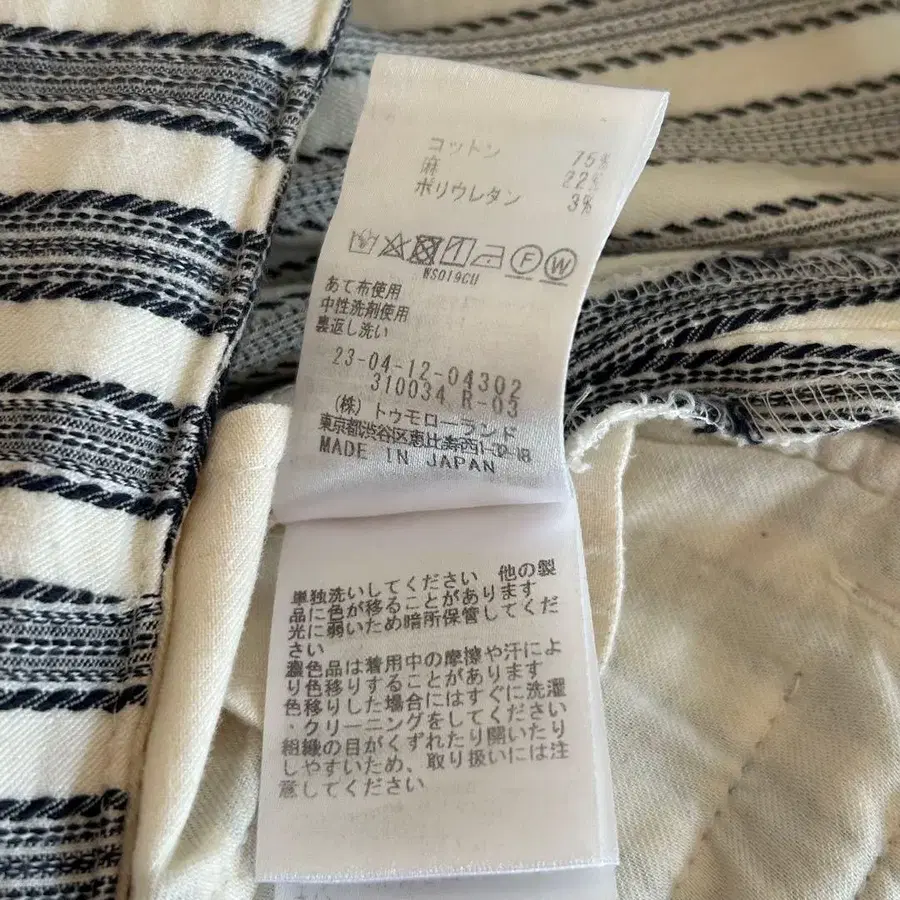 コットン 75%
麻 22%
ポリウレタン 3%
F W
WS019CU
あて布使用
中性洗剤使用
裏返し洗い
23-04-12-04302
310034 R-03
(株) トゥモローランド
東京都渋谷区恵比寿西1-32-18
MADE IN JAPAN
単独洗いしてください、他の製
品に色が移ることがあります
光に弱いため暗所保管してくだ
さい
濃色品は着用中の摩擦や汗によ
り色移りすることがあります
色移りした場合にはすぐに洗濯
・クリーニングをしてください
組織の目がくずれたり開いたり
しやすいため、取り扱いには注
意してください